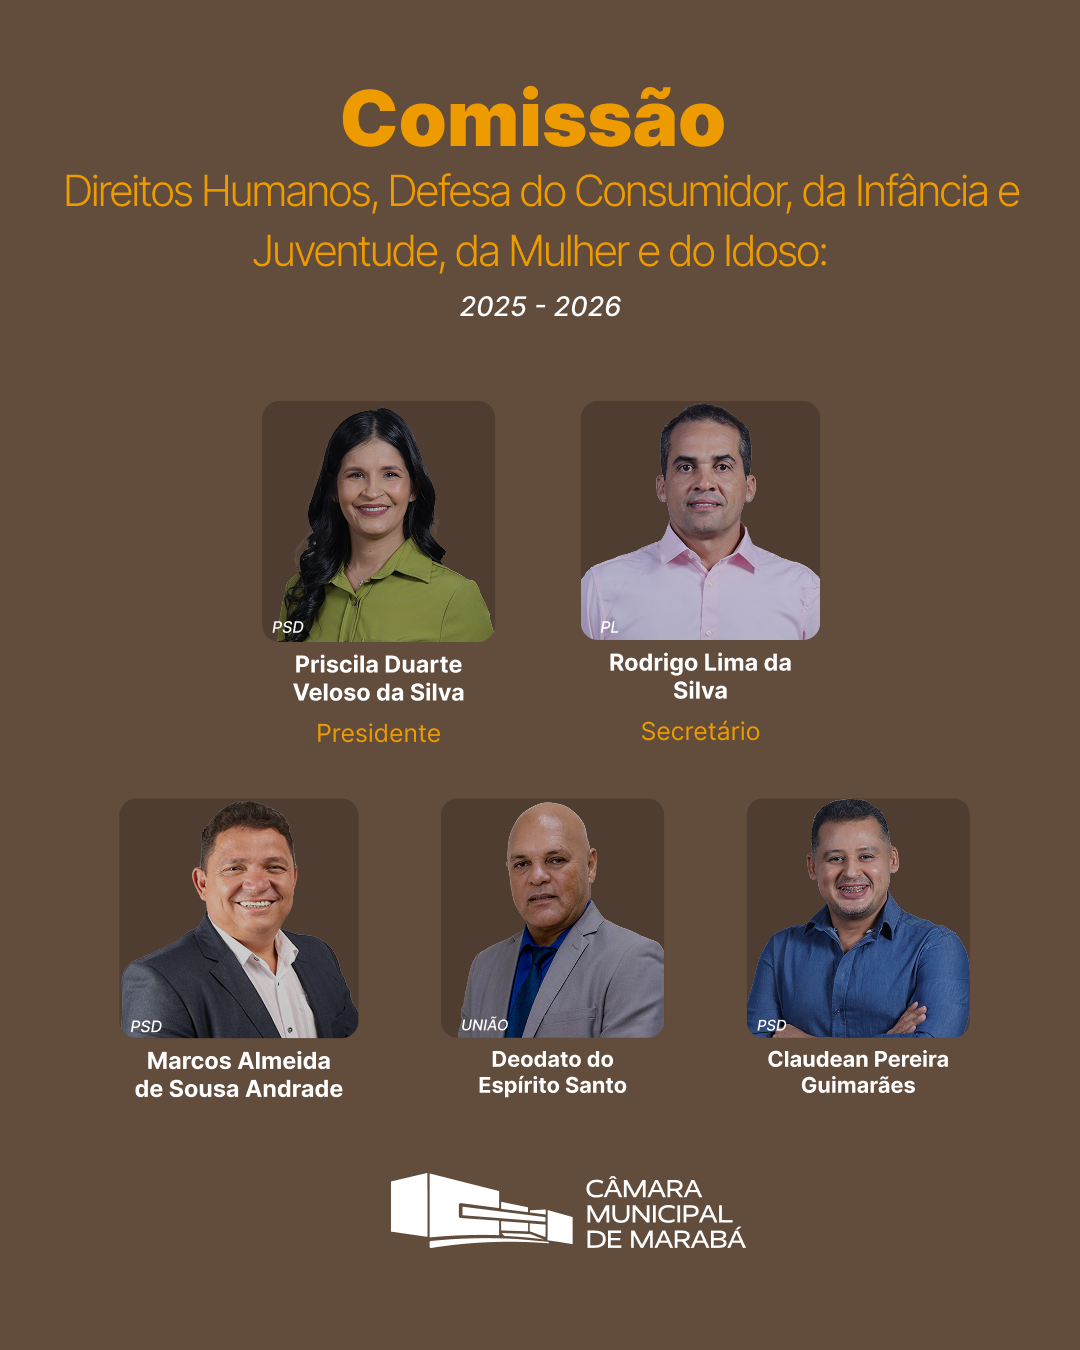 Comissão
Direitos Humanos, Defesa do Consumidor, da Infância e
Juventude, da Mulher e do Idoso:
2025 - 2026
PSD
Priscila Duarte
Veloso da Silva
Presidente
PL
Rodrigo Lima da
Silva
Secretário
PSD
Marcos Almeida
de Sousa Andrade
UNIÃO
Deodato do
Espírito Santo
PSD
Claudean Pereira
Guimarães
CÂMARA
MUNICIPAL
DE MARABÁ